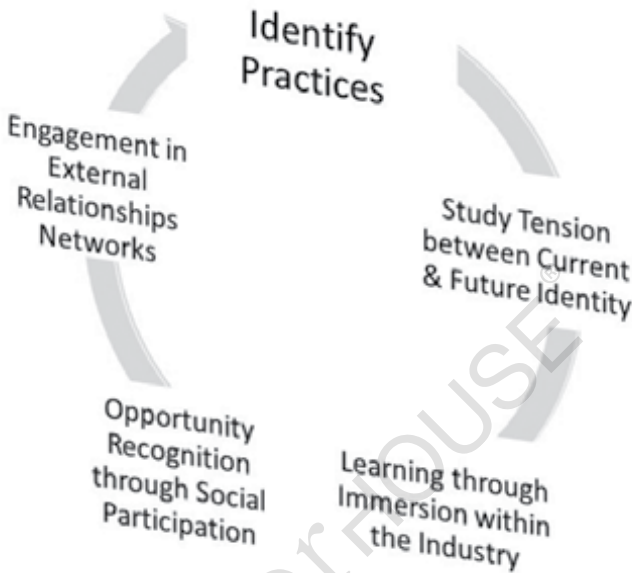 Identify
Practices
Study Tension
between Current
& Future Identity
Learning through
Immersion within
the Industry
Opportunity
Recognition
through Social
Participation
Engagement in
External
Relationships
Networks
HOUSE®